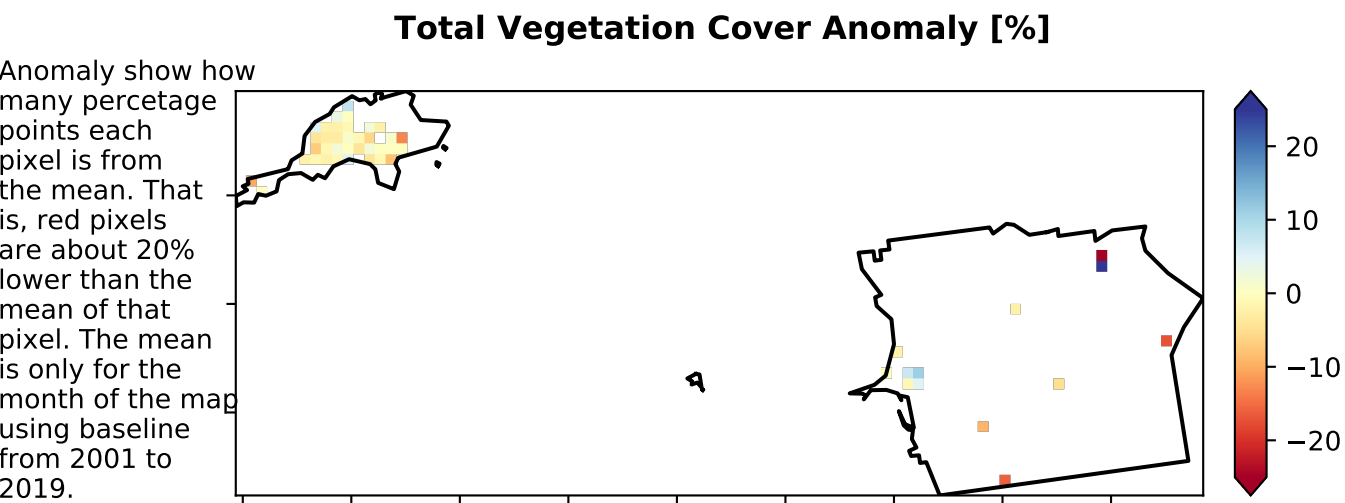 Total Vegetation Cover Anomaly [%]
Anomaly show how
many percetage
points each
pixel is from
the mean. That
is, red pixels
are about 20%
lower than the
mean of that
pixel. The mean
is only for the
month of the map
using baseline
from 2001 to
2019.
20
10
0
−10
−20